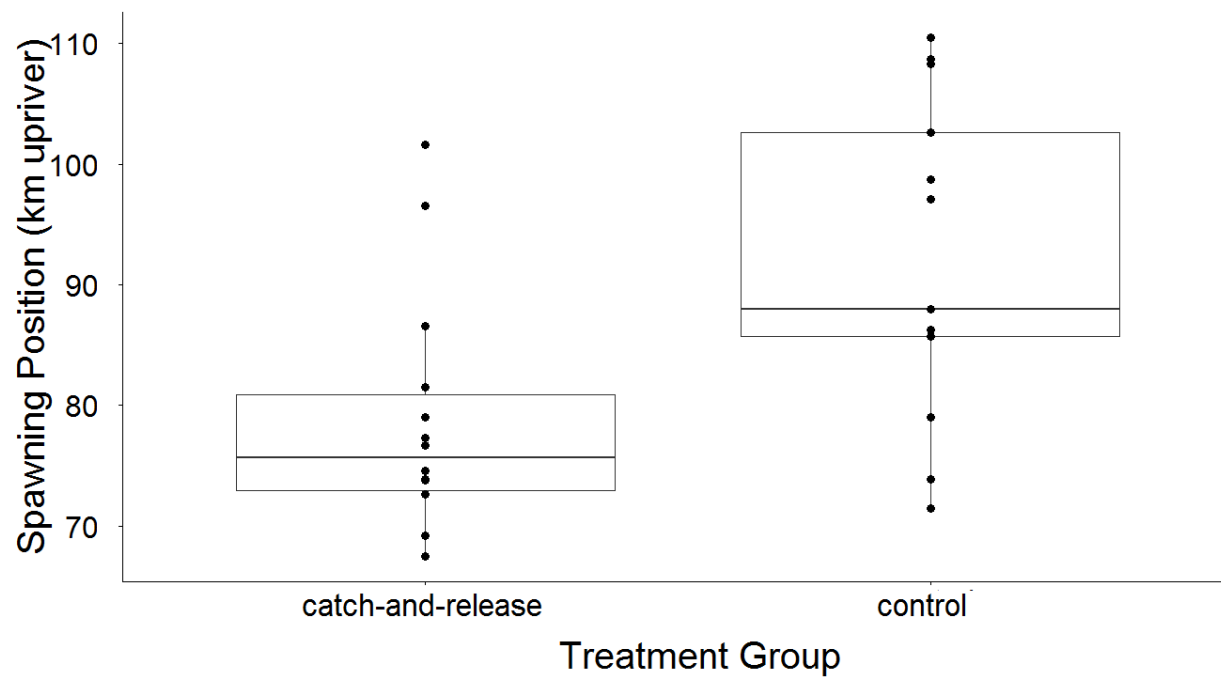 Spawning Position (km upriver)
110
100
90
80
70
catch-and-release
control
Treatment Group